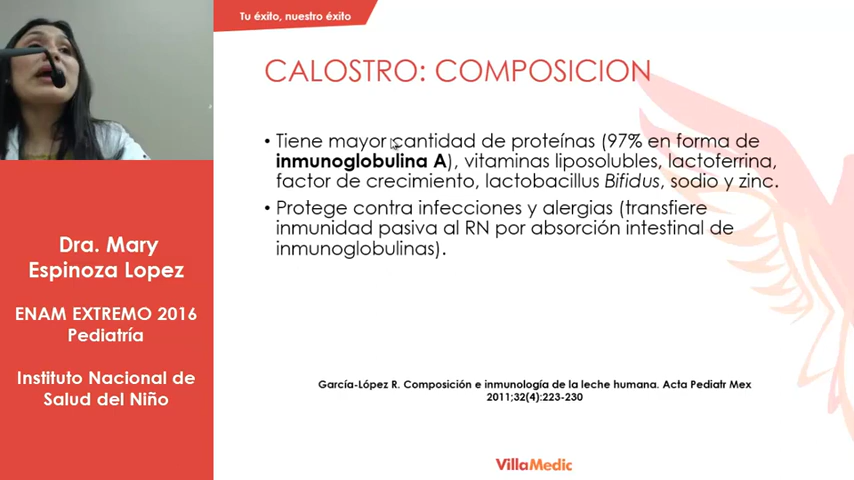 Tu éxito, nuestro éxito
CALOSTRO: COMPOSICION
• Tiene mayor cantidad de proteínas (97% en forma de
inmunoglobulina A), vitaminas liposolubles, lactoferrina,
factor de crecimiento, lactobacillus Bifidus, sodio y zinc.
• Protege contra infecciones y alergias (transfiere
inmunidad pasiva al RN por absorción intestinal de
inmunoglobulinas).
García-López R. Composición e inmunología de la leche humana. Acta Pediatr Mex
2011;32(4):223-230
VillaMedic
Dra. Mary
Espinoza Lopez
ENAM EXTREMO 2016
Pediatría
Instituto Nacional de
Salud del Niño